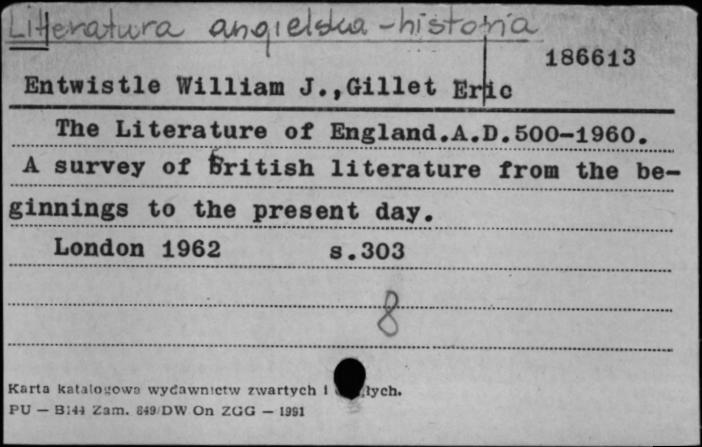 Literatura angielska - historia
186613
Entwistle William J.,Gillet Eric
The Literature of England.A.D.500-1960.
A survey of British literature from the be-
ginnings to the present day.
London 1962 s.303
8
Karta katalogowa wydawnictw zwartych i
PU — B144 Zam. 849/DW On ZGG — 1991